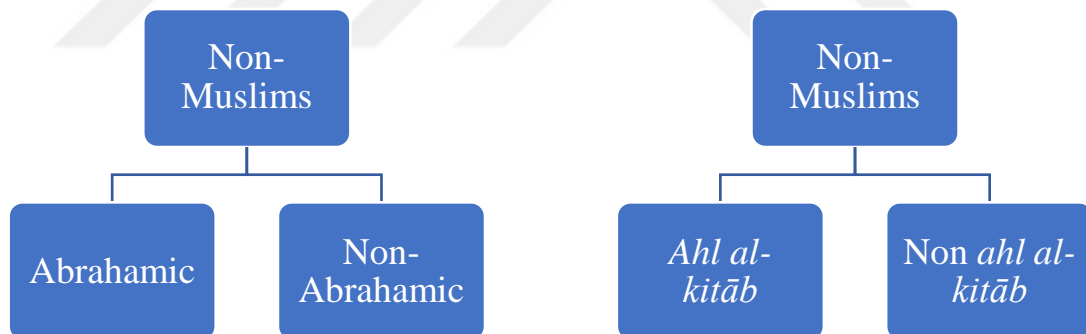 Non-
Muslims
Non-
Muslims
Abrahamic
Non-
Abrahamic
Ahl al-
kitāb
Non ahl al-
kitāb